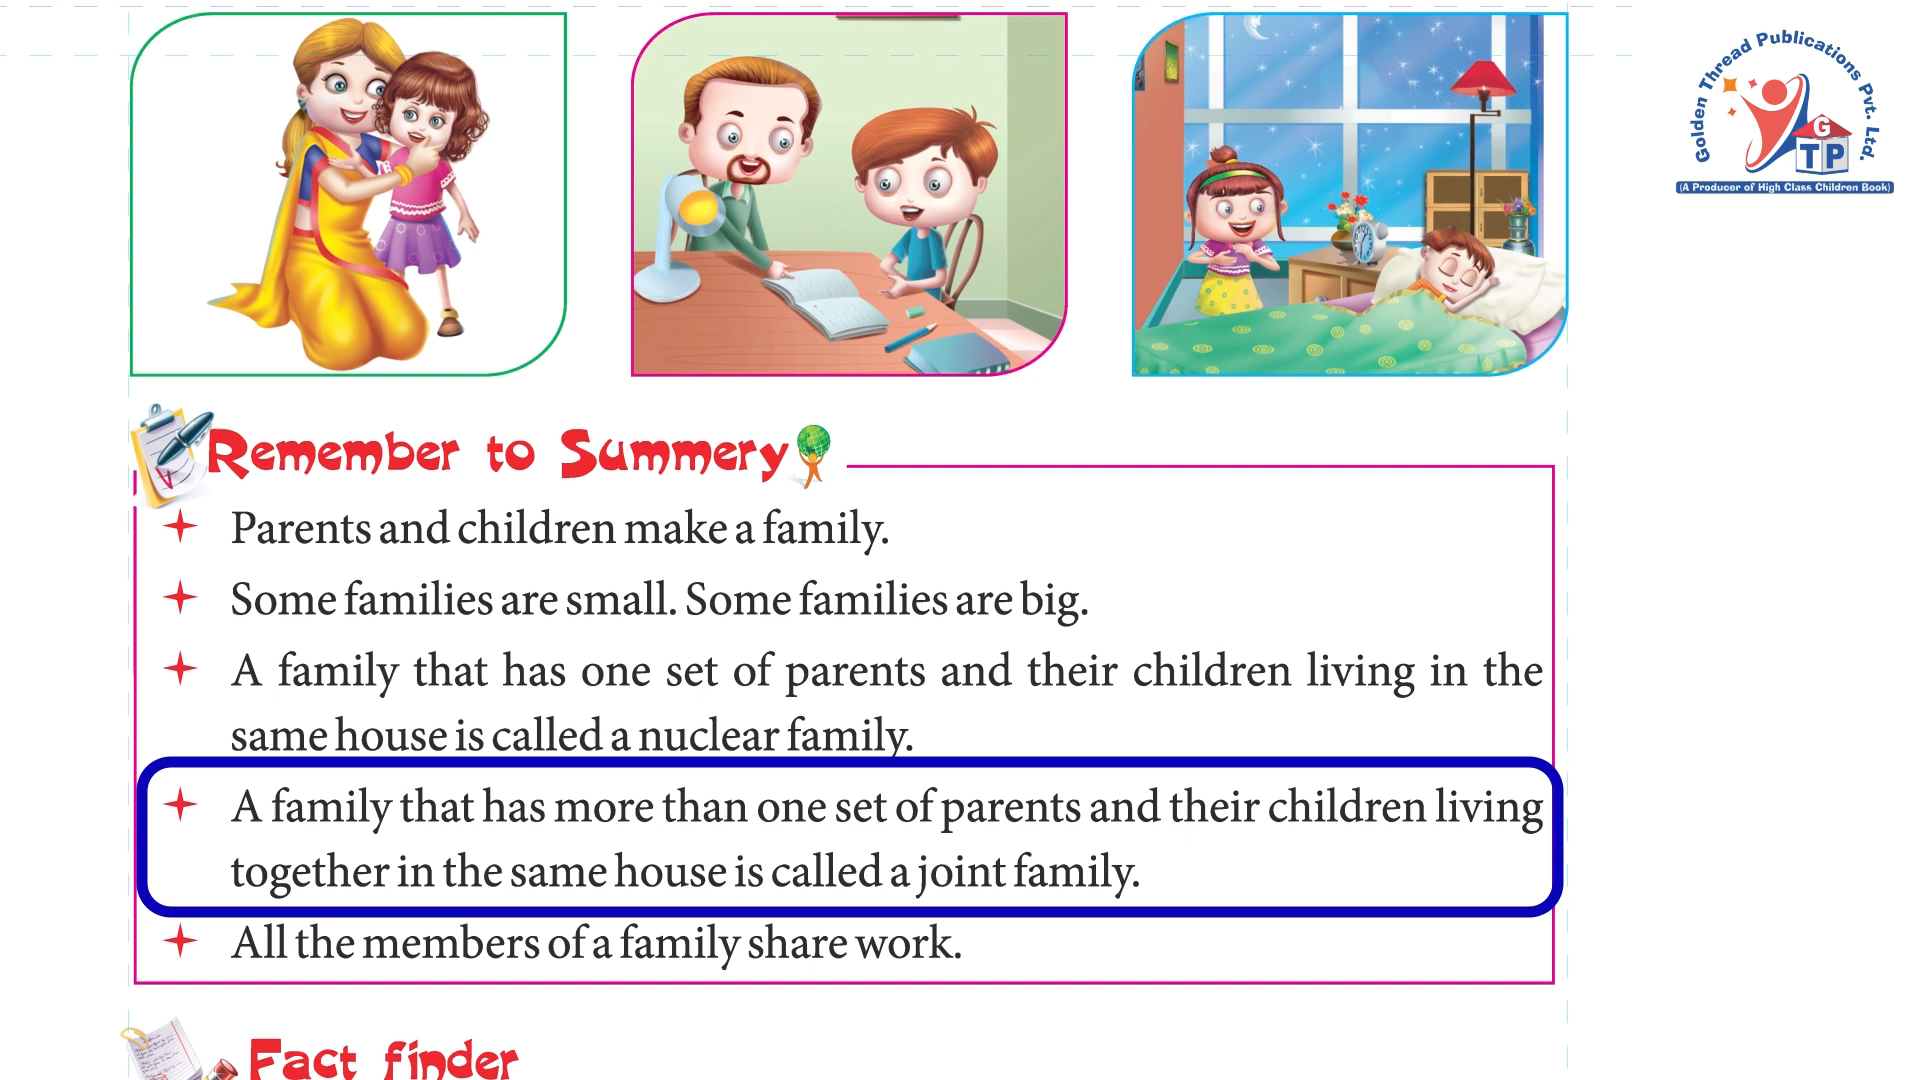 Golden Thread Publications Pvt. Ltd.
G
T P
(A Producer of High Class Children Book)
Remember to Summery
Parents and children make a family.
Some families are small. Some families are big.
A family that has one set of parents and their children living in the
same house is called a nuclear family.
A family that has more than one set of parents and their children living
together in the same house is called a joint family.
All the members of a family share work.
Fact finder